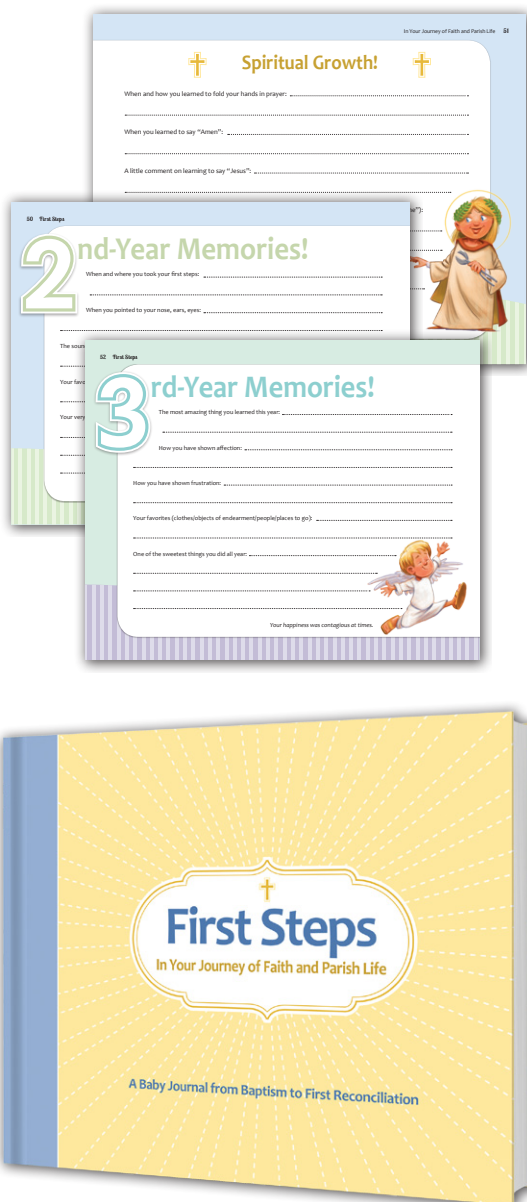 In Your Journey of Faith and Parish Life 51
Spiritual Growth!
When and how you learned to fold your hands in prayer:
When you learned to say “Amen”:
A little comment on learning to say “Jesus”:
e”):
50 First Steps
2nd-Year Memories!
When and where you took your first steps:
When you pointed to your nose, ears, eyes:
The soun
Your favo
Your very
52 First Steps
3rd-Year Memories!
The most amazing thing you learned this year:
How you have shown affection:
How you have shown frustration:
Your favorites (clothes/objects of endearment/people/places to go):
One of the sweetest things you did all year:
Your happiness was contagious at times.
First Steps
In Your Journey of Faith and Parish Life
A Baby Journal from Baptism to First Reconciliation